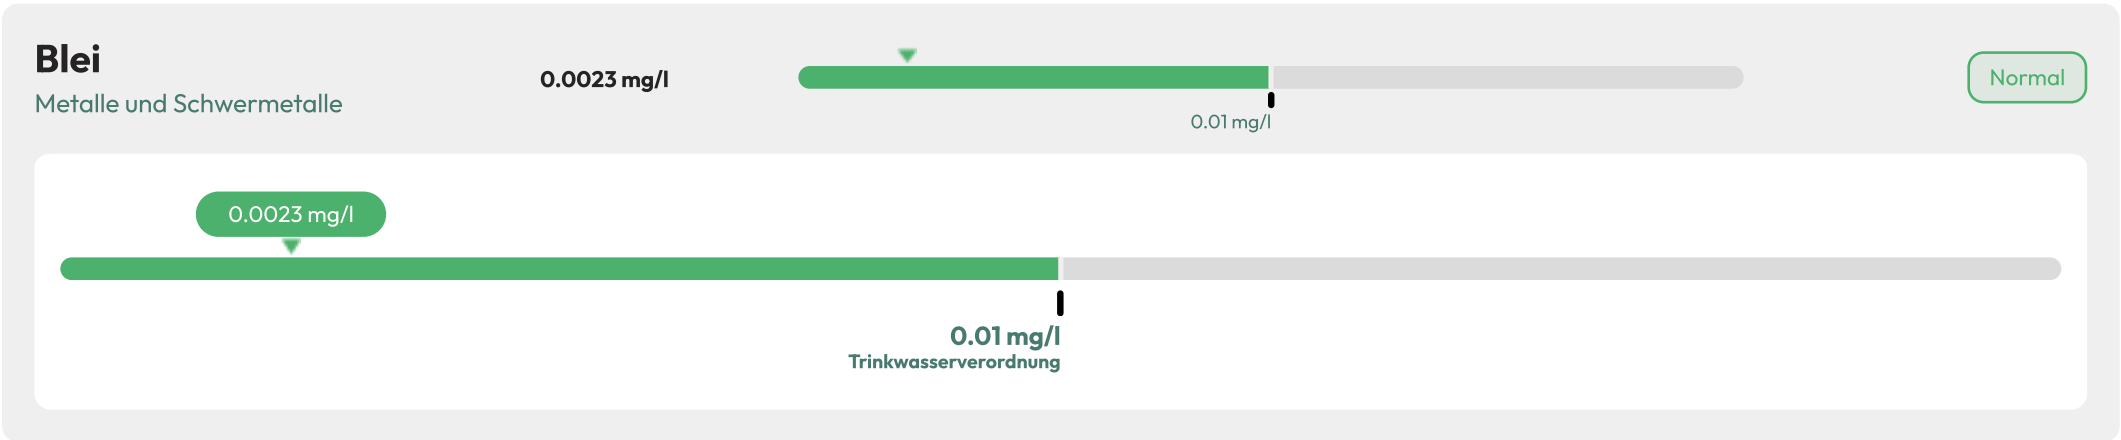 Blei
Metalle und Schwermetalle
0.0023 mg/l
0.01 mg/l
Normal
0.0023 mg/l
0.01 mg/l
Trinkwasserverordnung